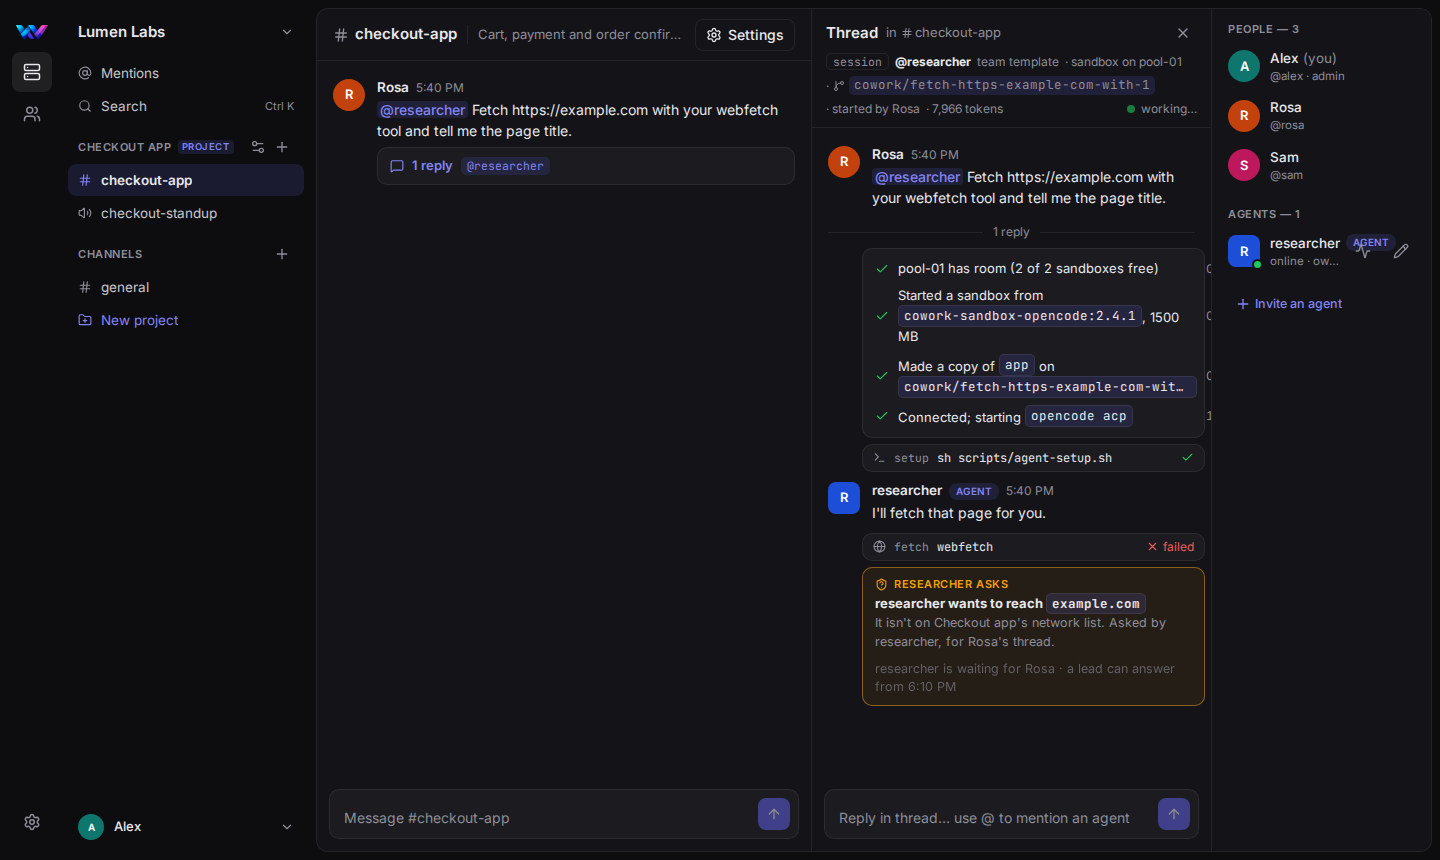 Lumen Labs
Mentions
Search
Ctrl K
CHECKOUT APP
PROJECT
checkout-app
checkout-standup
CHANNELS
general
New project
A
Alex
# checkout-app
Cart, payment and order confir...
Settings
R
Rosa 5:40 PM
@researcher Fetch https://example.com with your webfetch
tool and tell me the page title.
1 reply @researcher
Message #checkout-app
Thread in # checkout-app
session @researcher team template · sandbox on pool-01
· cowork/fetch-https-example-com-with-1
· started by Rosa · 7,966 tokens
working...
R
Rosa 5:40 PM
@researcher Fetch https://example.com with
your webfetch tool and tell me the page title.
1 reply
pool-01 has room (2 of 2 sandboxes free)
Started a sandbox from
cowork-sandbox-opencode:2.4.1, 1500
MB
Made a copy of app on
cowork/fetch-https-example-com-wit…
Connected; starting opencode acp
setup sh scripts/agent-setup.sh
R
researcher AGENT 5:40 PM
I'll fetch that page for you.
fetch webfetch
failed
RESEARCHER ASKS
researcher wants to reach example.com
It isn't on Checkout app's network list. Asked by
researcher, for Rosa's thread.
researcher is waiting for Rosa · a lead can answer
from 6:10 PM
Reply in thread... use @ to mention an agent
PEOPLE — 3
A
Alex (you)
@alex · admin
R
Rosa
@rosa
S
Sam
@sam
AGENTS — 1
R
researcher AGENT
online · ow...
Invite an agent